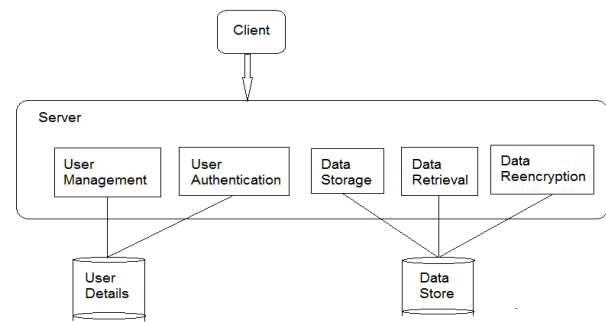 Client
Server
User
Management
User
Authentication
Data
Storage
Data
Retrieval
Data
Reencryption
User
Details
Data
Store